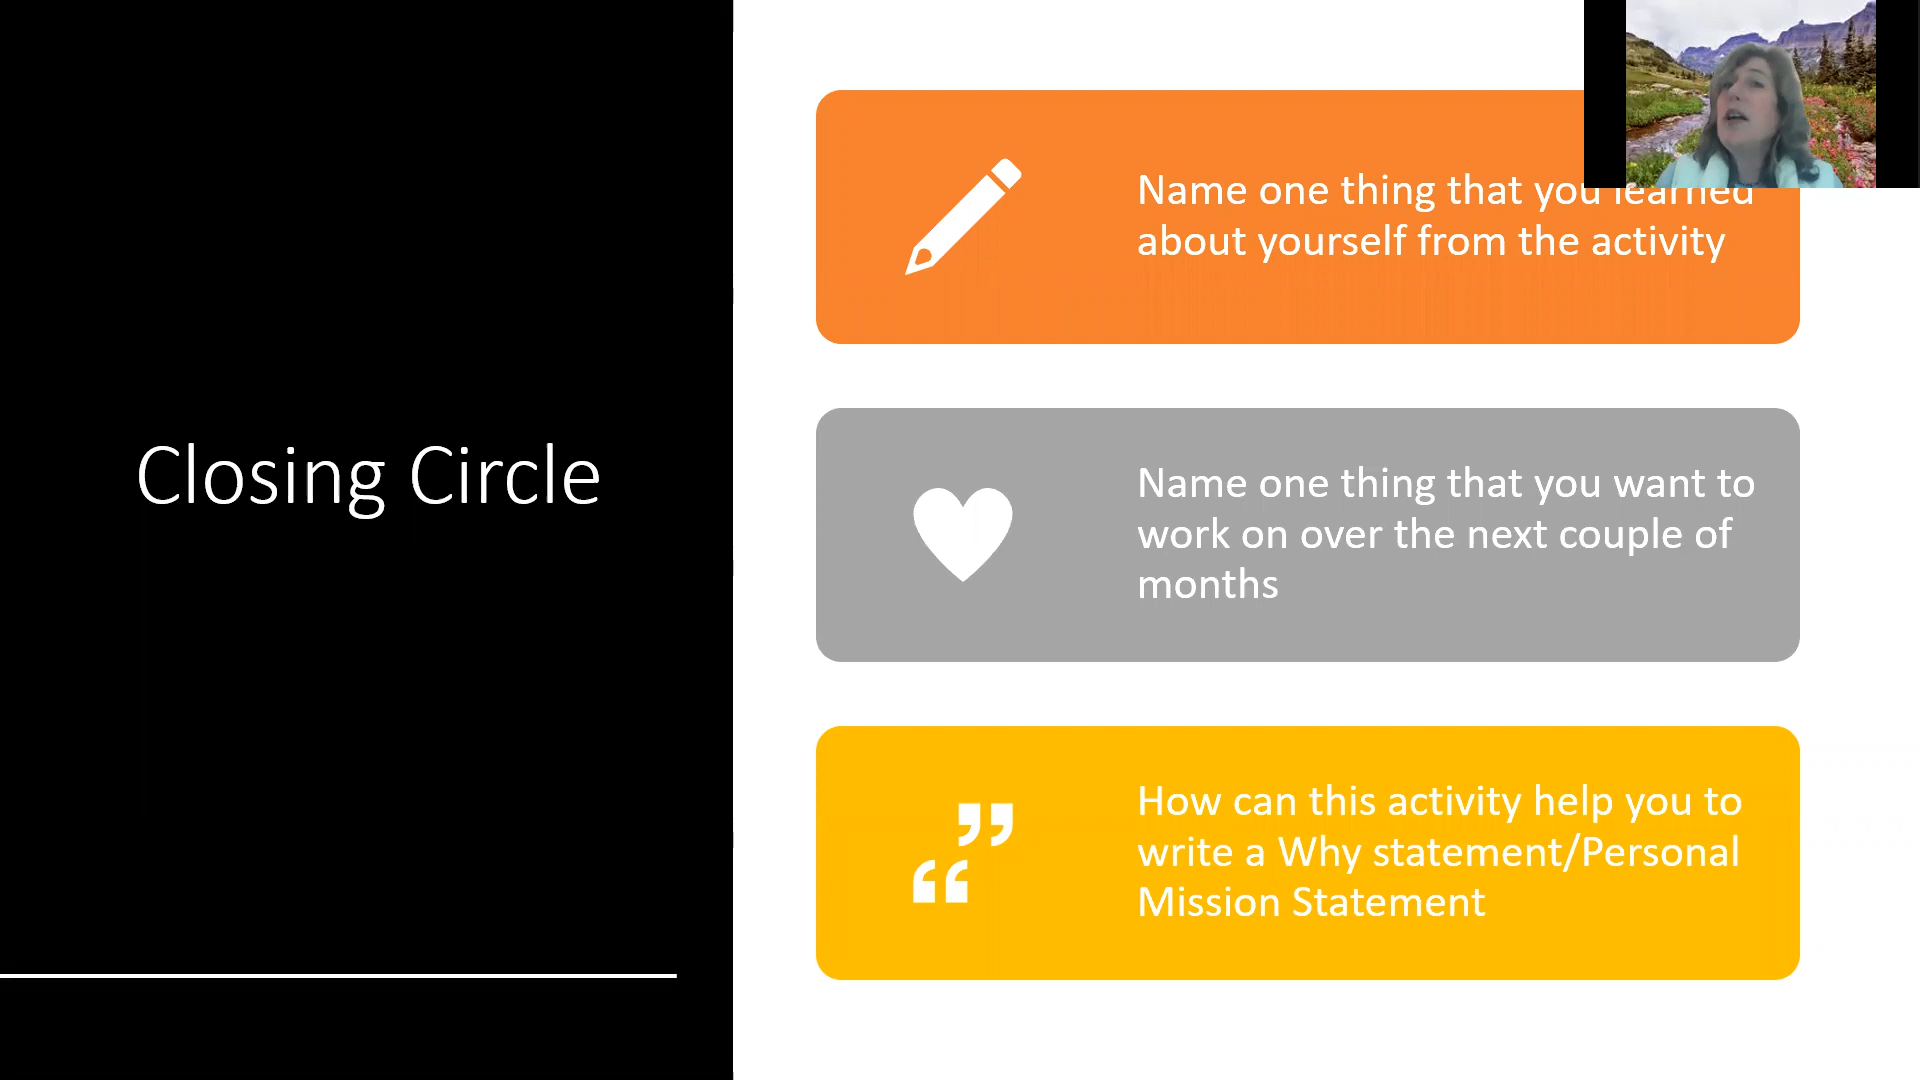 Closing Circle
Name one thing that you learned
about yourself from the activity
Name one thing that you want to
work on over the next couple of
months
How can this activity help you to
write a Why statement/Personal
Mission Statement